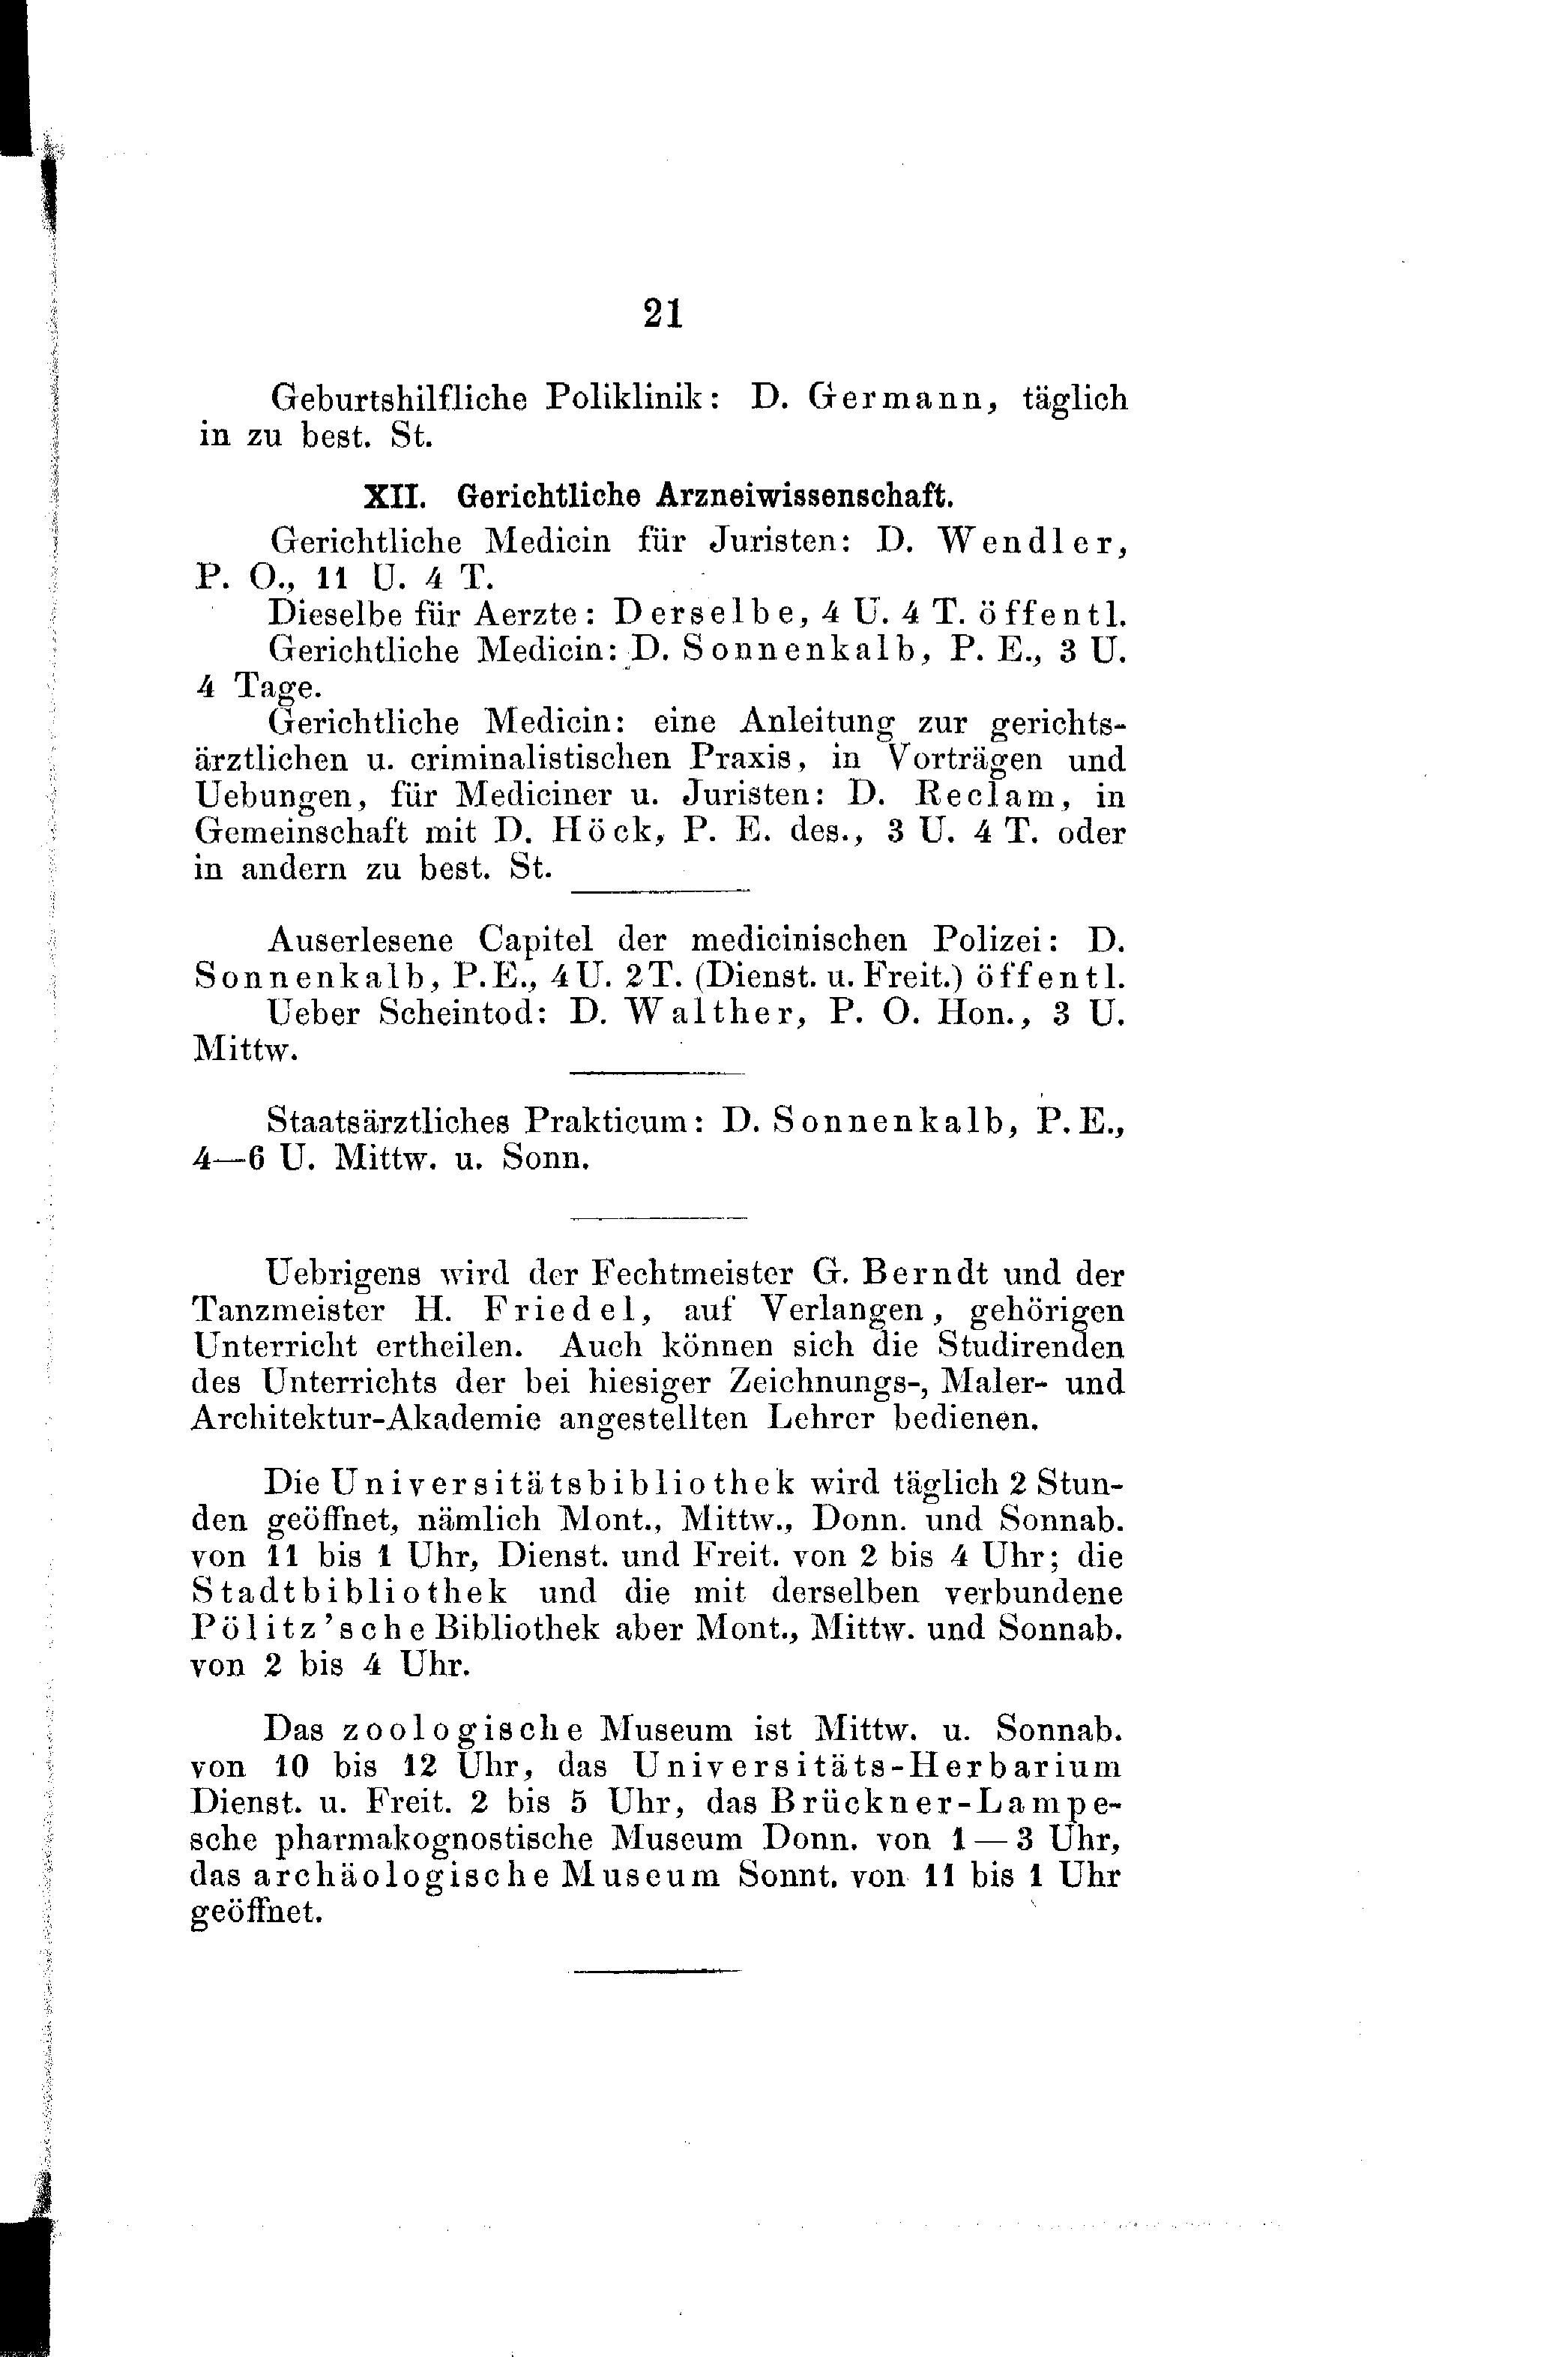 21
Geburtshilfliche Poliklinik: D. Germann, täglich
in zu best. St.
XII. Gerichtliche Arzneiwissenschaft.
Gerichtliche Medicin für Juristen: D. Wendler,
P. O., 11 U. 4 T.
Dieselbe für Aerzte: Derselbe, 4 U. 4 T. öffentl.
Gerichtliche Medicin: D. Sonnenkalb, P. E., 3 U.
4 Tage.
Gerichtliche Medicin: eine Anleitung zur gerichts-
ärztlichen u. criminalistischen Praxis, in Vorträgen und
Uebungen, für Mediciner u. Juristen: D. Reclam, in
Gemeinschaft mit D. Höck, P. E. des., 3 U. 4 T. oder
in andern zu best. St.
Auserlesene Capitel der medicinischen Polizei: D.
Sonnenkalb, P. E., 4 U. 2 T. (Dienst. u. Freit.) öffentl.
Ueber Scheintod: D. Walther, P. O. Hon., 3 U.
Mittw.
Staatsärztliches Prakticum: D. Sonnenkalb, P. E.,
4—6 U. Mittw. u. Sonn.
Uebrigens wird der Fechtmeister G. Berndt und der
Tanzmeister H. Friedel, auf Verlangen, gehörigen
Unterricht ertheilen. Auch können sich die Studirenden
des Unterrichts der bei hiesiger Zeichnungs-, Maler- und
Architektur-Akademie angestellten Lehrer bedienen.
Die Universitätsbibliothek wird täglich 2 Stun-
den geöffnet, nämlich Mont., Mittw., Donn. und Sonnab.
von 11 bis 1 Uhr, Dienst. und Freit. von 2 bis 4 Uhr; die
Stadtbibliothek und die mit derselben verbundene
Pölitz'sche Bibliothek aber Mont., Mittw. und Sonnab.
von 2 bis 4 Uhr.
Das zoologische Museum ist Mittw. u. Sonnab.
von 10 bis 12 Uhr, das Universitäts-Herbarium
Dienst. u. Freit. 2 bis 5 Uhr, das Brückner-Lampe-
sche pharmakognostische Museum Donn. von 1 — 3 Uhr,
das archäologische Museum Sonnt. von 11 bis 1 Uhr
geöffnet.